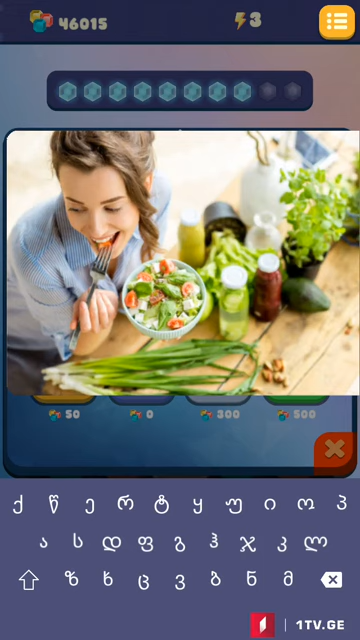 46015
3
50
0
300
500
ქ წ ე რ ტ ყ უ ი ო პ
ა ს დ ფ გ ჰ ჯ კ ლ
ზ ხ ც ვ ბ ნ მ
1TV.GE